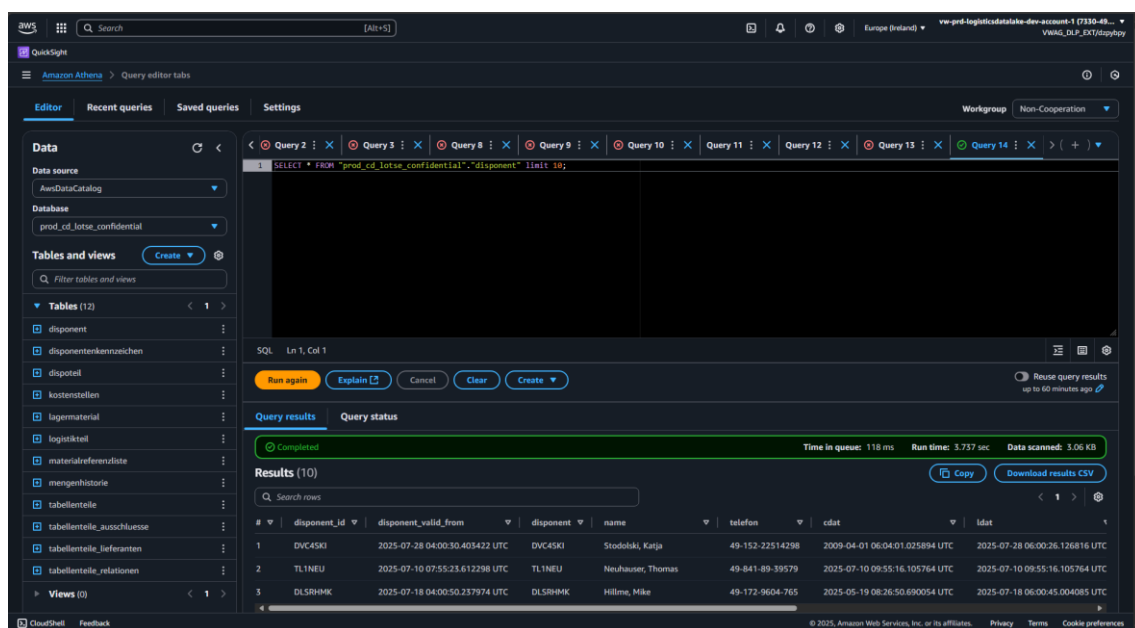 aws
Search [Alt+S]
Europe (Ireland)
vw-prd-logisticsdatalake-dev-account-1 (7330-49...
VWAG_DLP_EXT/dzpybpy
QuickSight
Amazon Athena > Query editor tabs
Editor Recent queries Saved queries Settings
Workgroup Non-Cooperation
Data
Data source
AwsDataCatalog
Database
prod_cd_lotse_confidential
Tables and views Create
Filter tables and views
Tables (12) < 1 >
disponent
disponentenkennzeichen
dispoteil
kostenstellen
lagermaterial
logistikteil
materialreferenzliste
mengenhistorie
tabellenteile
tabellenteile_ausschluesse
tabellenteile_lieferanten
tabellenteile_relationen
Views (0) < 1 >
Query 2 Query 3 Query 8 Query 9 Query 10 Query 11 Query 12 Query 13 Query 14
1 SELECT * FROM "prod_cd_lotse_confidential"."disponent" limit 10;
SQL Ln 1, Col 1
Run again Explain Cancel Clear Create
Reuse query results
up to 60 minutes ago
Query results Query status
Completed Time in queue: 118 ms Run time: 3.737 sec Data scanned: 3.06 KB
Results (10) Copy Download results CSV
Search rows < 1 >
# disponent_id disponent_valid_from disponent name telefon cdat ldat
1 DVC4SKI 2025-07-28 04:00:30.403422 UTC DVC4SKI Stodolski, Katja 49-152-22514298 2009-04-01 06:04:01.025894 UTC 2025-07-28 06:00:26.126816 UTC
2 TL1NEU 2025-07-10 07:55:23.612298 UTC TL1NEU Neuhauser, Thomas 49-841-89-39579 2025-07-10 09:55:16.105764 UTC 2025-07-10 09:55:16.105764 UTC
3 DLSRHMK 2025-07-18 04:00:50.237974 UTC DLSRHMK Hillme, Mike 49-172-9604-765 2025-05-19 08:26:50.690054 UTC 2025-07-18 06:00:45.004085 UTC
CloudShell Feedback © 2025, Amazon Web Services, Inc. or its affiliates. Privacy Terms Cookie preferences